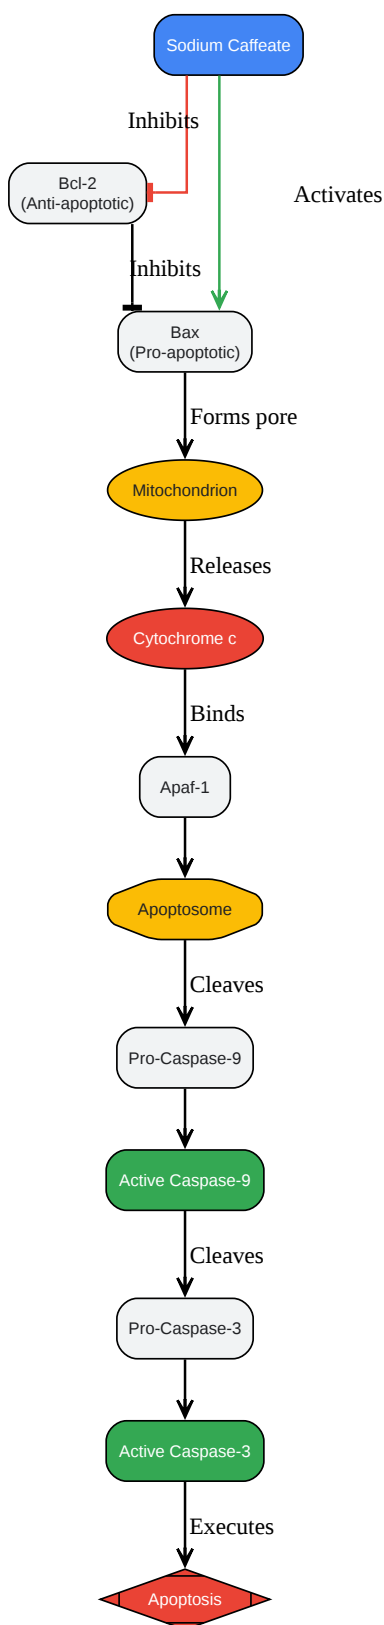 Sodium Caffeate
Inhibits
Bcl-2
(Anti-apoptotic)
Activates
Inhibits
Bax
(Pro-apoptotic)
Forms pore
Mitochondrion
Releases
Cytochrome c
Binds
Apaf-1
Apoptosome
Cleaves
Pro-Caspase-9
Active Caspase-9
Cleaves
Pro-Caspase-3
Active Caspase-3
Executes
Apoptosis